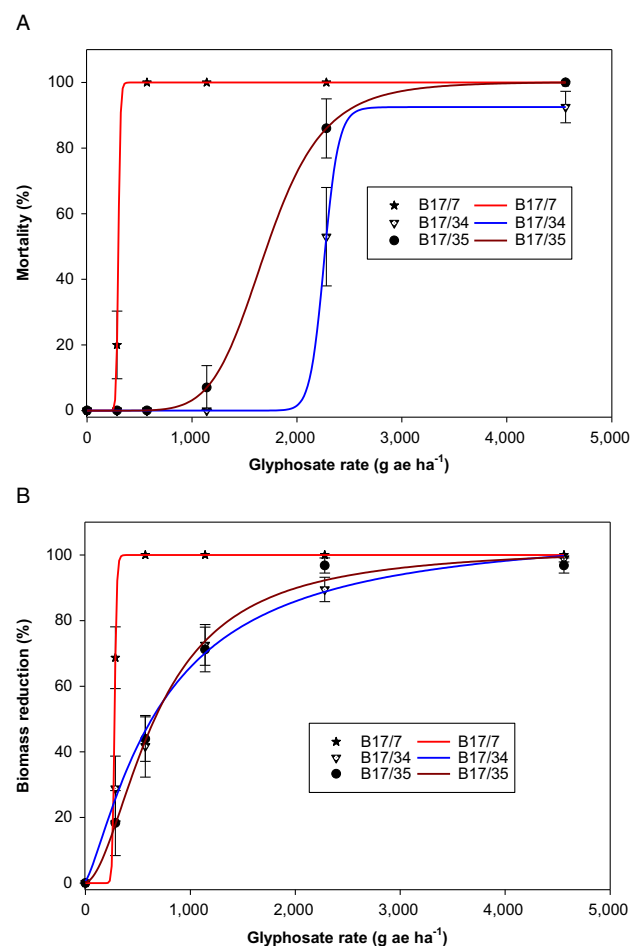 A
Mortality (%)
100
80
60
40
20
0
B17/7 B17/7
B17/34 B17/34
B17/35 B17/35
0 1,000 2,000 3,000 4,000 5,000
Glyphosate rate (g ae ha⁻¹)
B
Biomass reduction (%)
100
80
60
40
20
0
B17/7 B17/7
B17/34 B17/34
B17/35 B17/35
0 1,000 2,000 3,000 4,000 5,000
Glyphosate rate (g ae ha⁻¹)